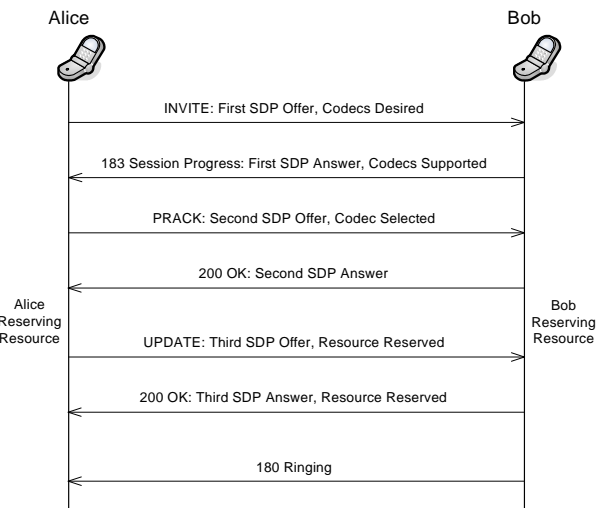 Alice
Bob
INVITE: First SDP Offer, Codecs Desired
183 Session Progress: First SDP Answer, Codecs Supported
PRACK: Second SDP Offer, Codec Selected
200 OK: Second SDP Answer
Alice
Reserving
Resource
Bob
Reserving
Resource
UPDATE: Third SDP Offer, Resource Reserved
200 OK: Third SDP Answer, Resource Reserved
180 Ringing